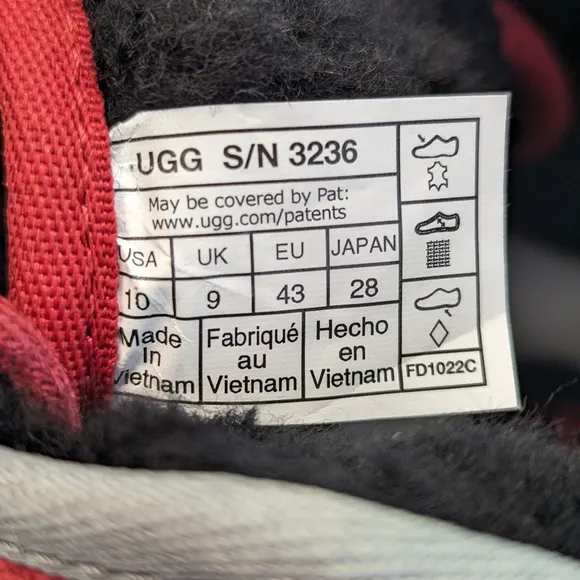 UGG S/N 3236
May be covered by Pat:
www.ugg.com/patents
USA UK EU JAPAN
10 9 43 28
Made in Vietnam
Fabriqué au Vietnam
Hecho en Vietnam
FD1022C